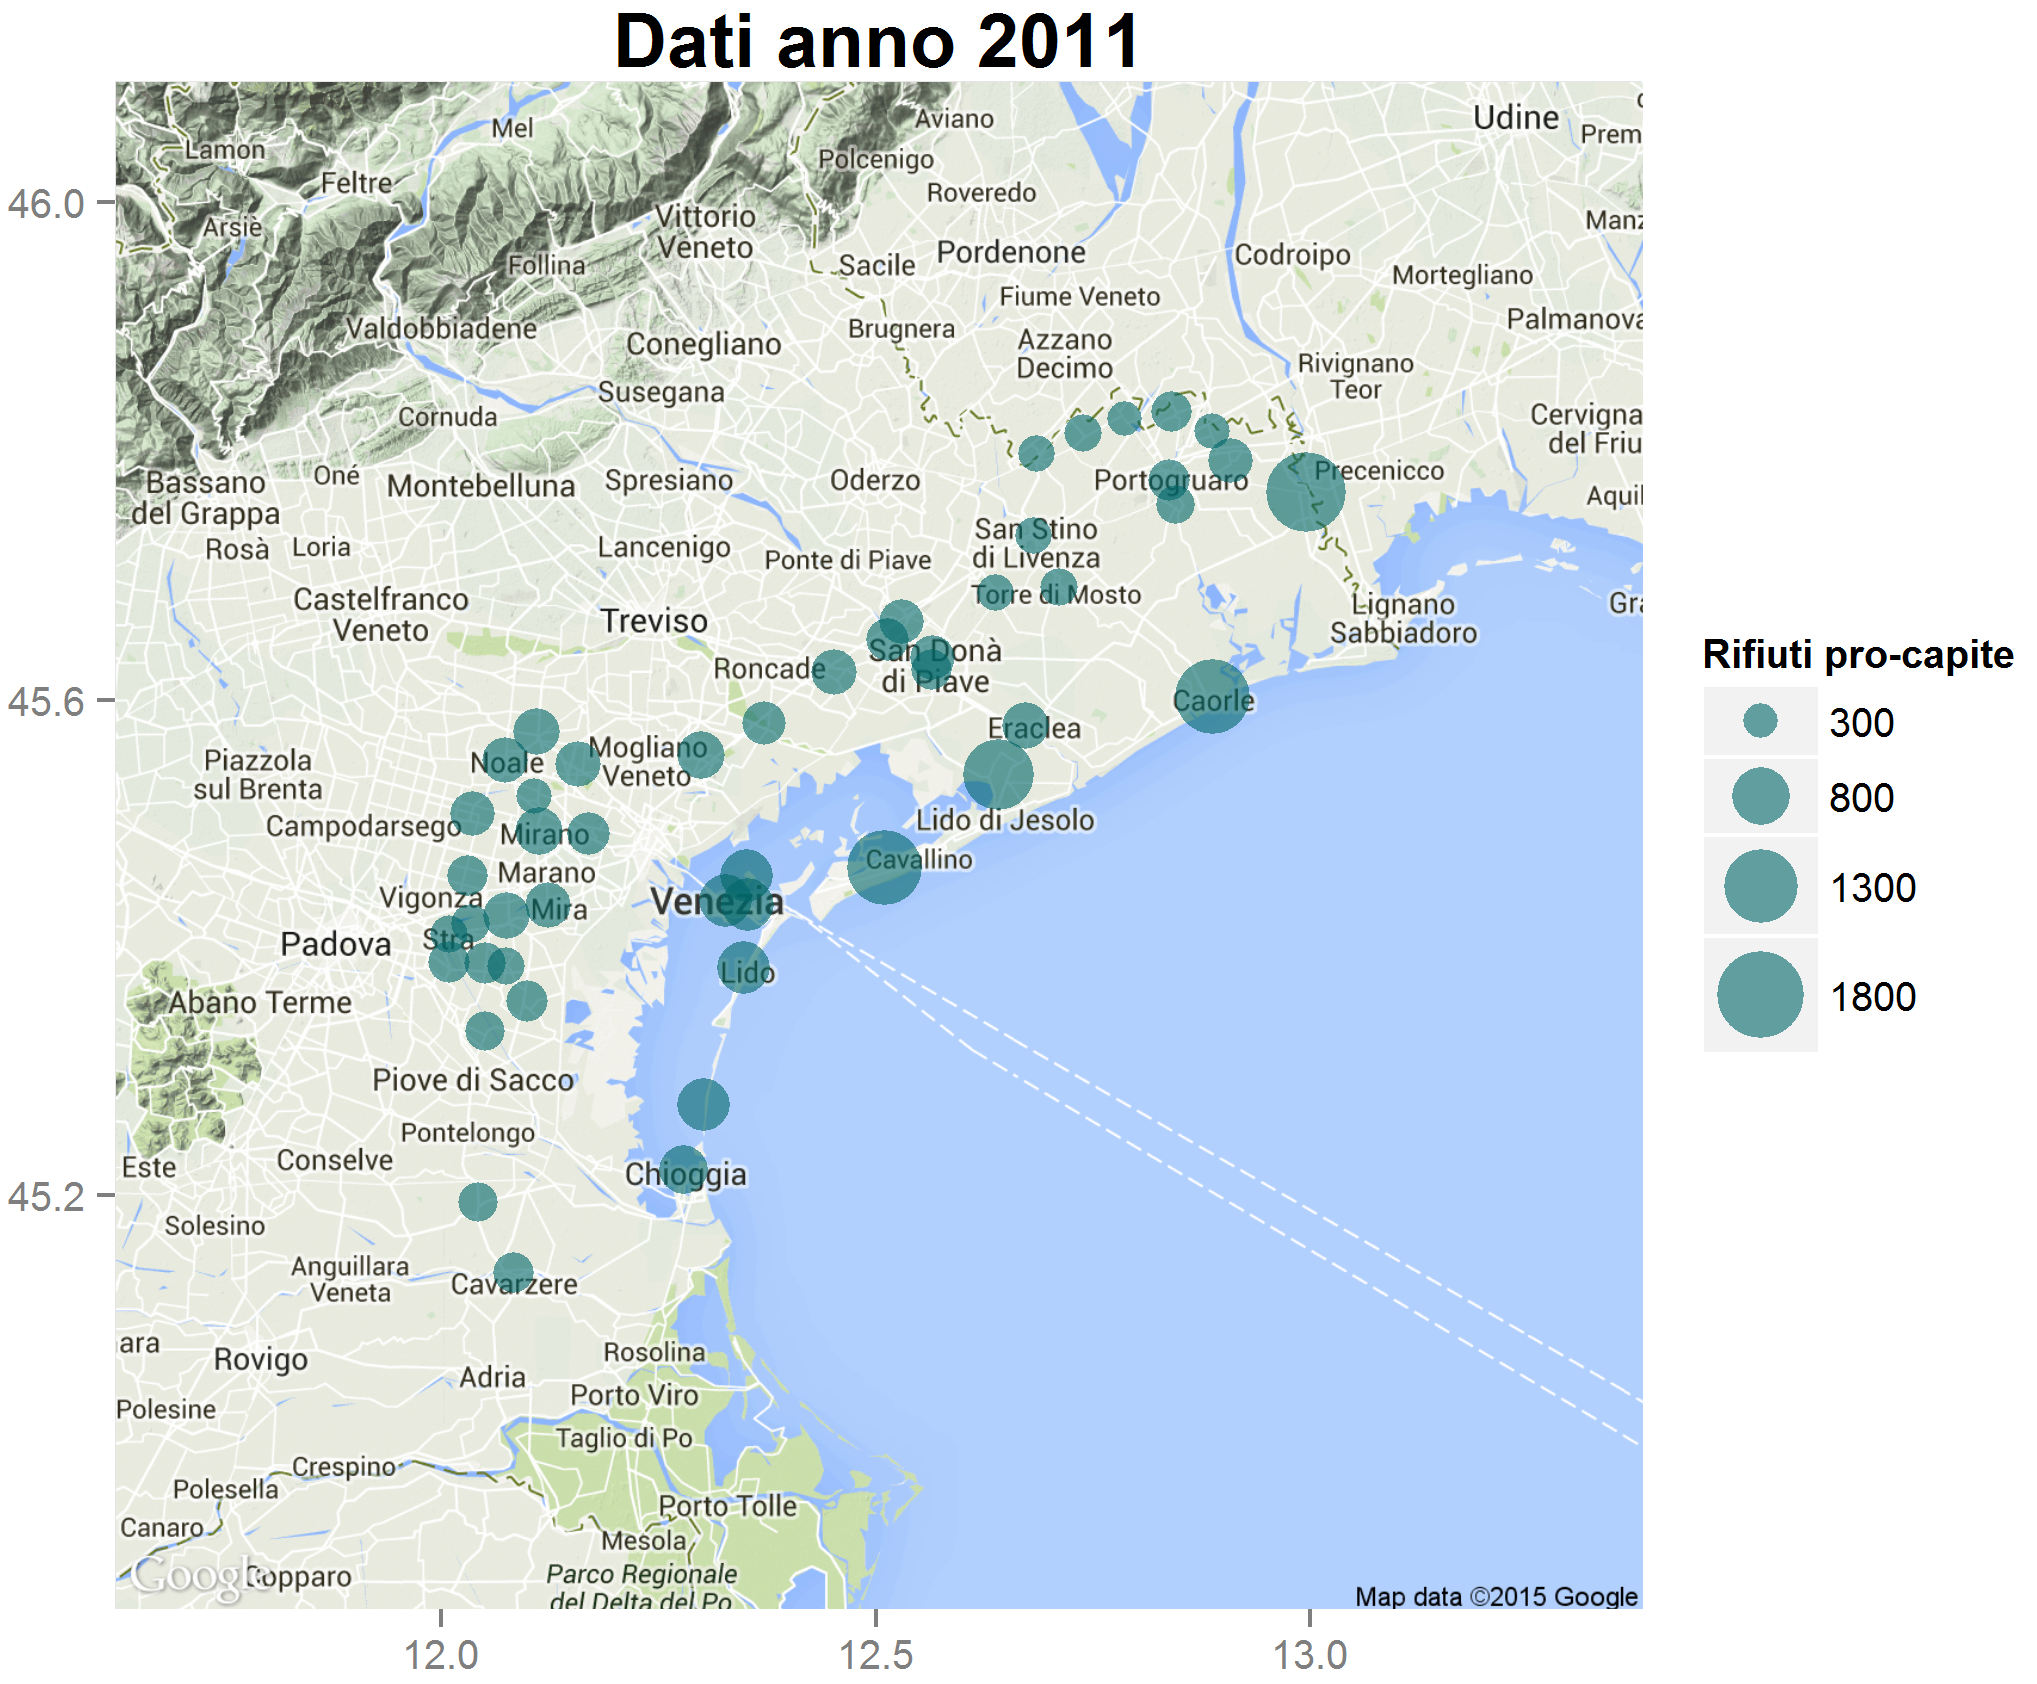 Dati anno 2011
Udine
Aviano
Prem
Mel
Lamon
Polcenigo
Feltre
Roveredo
Arsiè
Vittorio
Veneto
Manz
46.0
Pordenone
Codroipo
Follina
Sacile
Mortegliano
Fiume Veneto
Palmanova
Valdobbiadene
Brugnera
Conegliano
Azzano
Decimo
Rivignano
Teor
Susegana
Cornuda
Cervigna
del Friu
Bassano
del Grappa
Oné
Montebelluna
Spresiano
Oderzo
Portogruaro
Precenicco
Aquil
Rosà
Loria
Lancenigo
Ponte di Piave
San Stino
di Livenza
Torre di Mosto
Castelfranco
Veneto
Treviso
Lignano
Sabbiadoro
Gra
San Donà
di Piave
Roncade
45.6
Caorle
Eraclea
Piazzola
sul Brenta
Noale
Mogliano
Veneto
Campodarsego
Mirano
Lido di Jesolo
Marano
Cavallino
Vigonza
Mira
Venezia
Stra
Padova
Lido
Abano Terme
Piove di Sacco
Pontelongo
Conselve
Este
Chioggia
45.2
Solesino
Anguillara
Veneta
Cavarzere
ara
Rovigo
Rosolina
Adria
Porto Viro
Polesine
Taglio di Po
Crespino
Polesella
Porto Tolle
Canaro
Mesola
Google
Copparo
Parco Regionale
del Delta del Po
Map data ©2015 Google
12.0
12.5
13.0
Rifiuti pro-capite
300
800
1300
1800